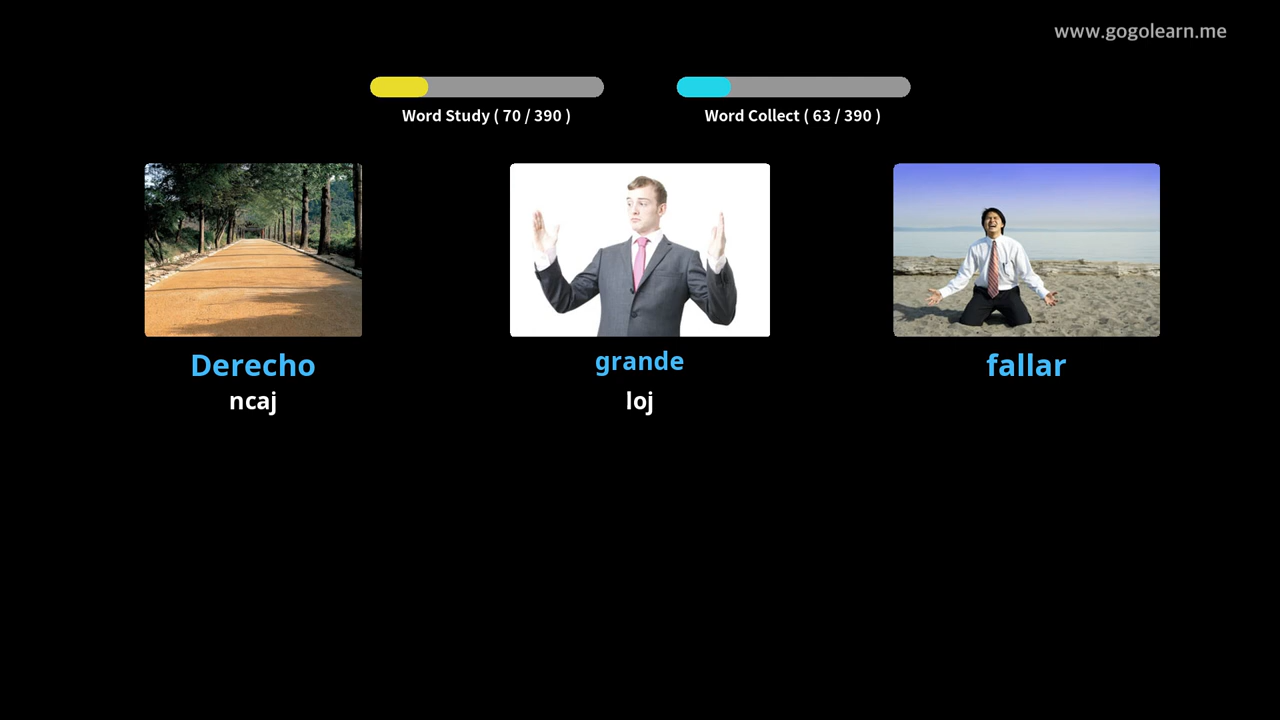 www.gogolearn.me
Word Study ( 70 / 390 )
Word Collect ( 63 / 390 )
Derecho
ncaj
grande
loj
fallar